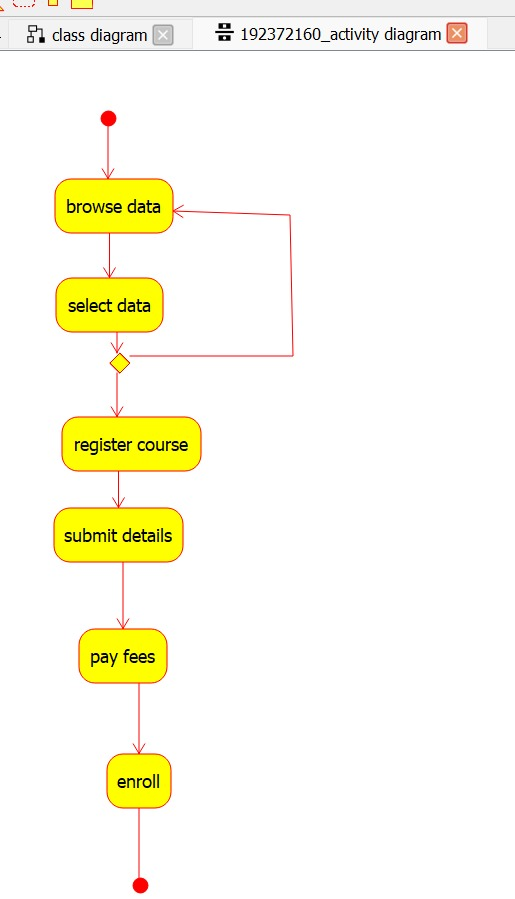 class diagram
192372160_activity diagram
browse data
select data
register course
submit details
pay fees
enroll